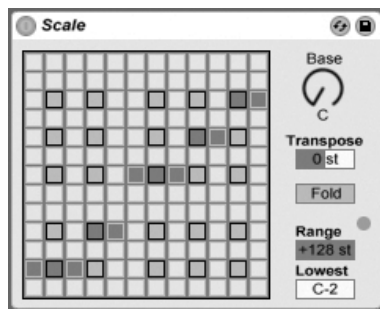 Scale
Base
C
Transpose
0 st
Fold
Range
+128 st
Lowest
C-2